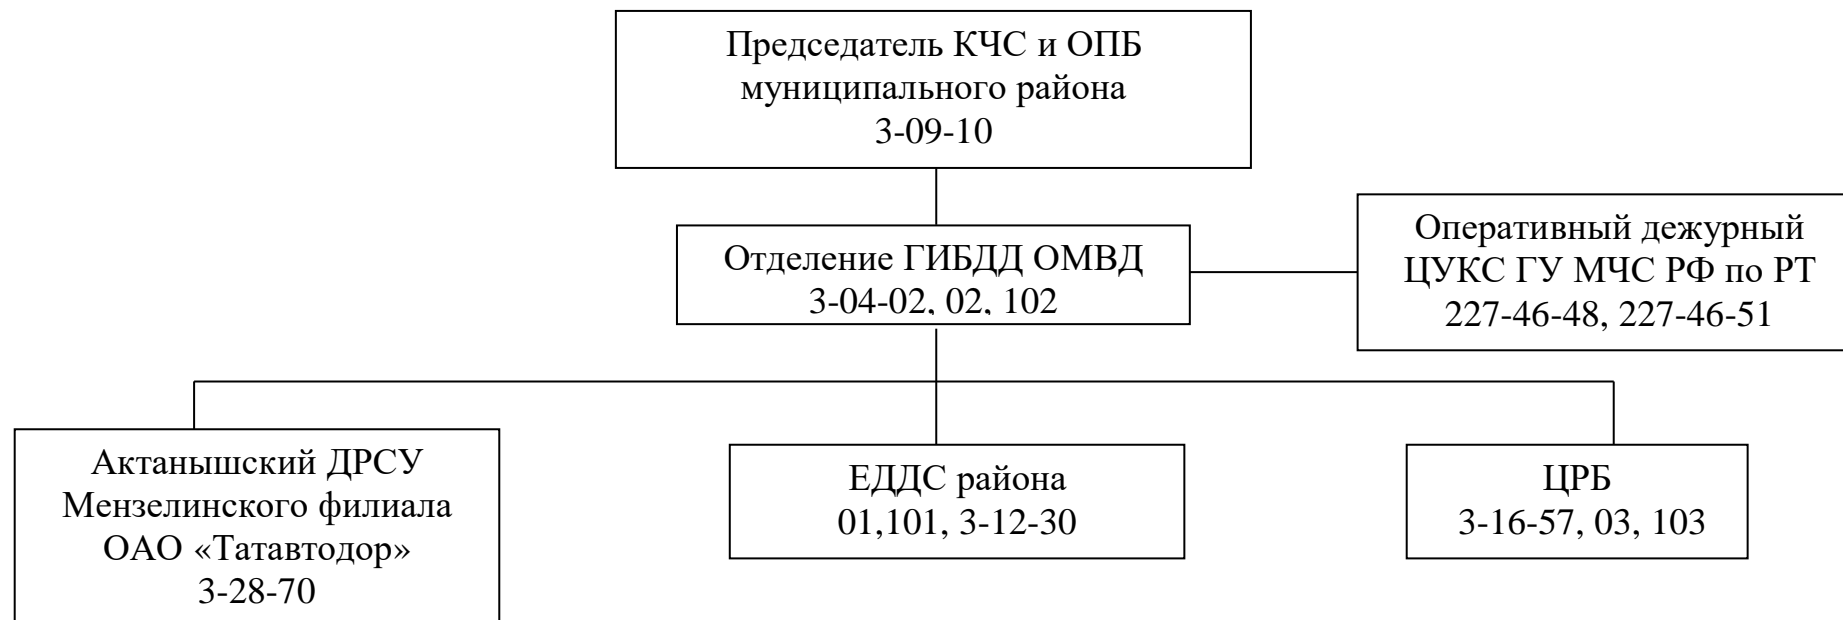 Председатель КЧС и ОПБ
муниципального района
3-09-10
Отделение ГИБДД ОМВД
3-04-02, 02, 102
Оперативный дежурный
ЦУКС ГУ МЧС РФ по РТ
227-46-48, 227-46-51
Актанышский ДРСУ
Мензелинского филиала
ОАО «Татавтодор»
3-28-70
ЕДДС района
01,101, 3-12-30
ЦРБ
3-16-57, 03, 103